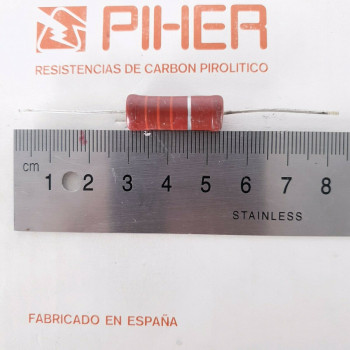 PIHER
RESISTENCIAS DE CARBON PIROLITICO
cm 1 2 3 4 5 6 7 8
STAINLESS
FABRICADO EN ESPAÑA